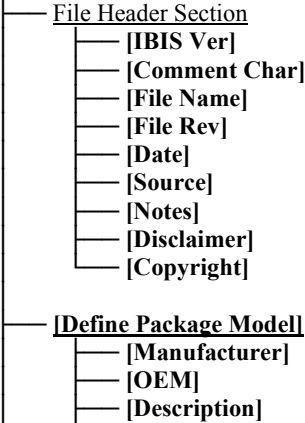 File Header Section
[IBIS Ver]
[Comment Char]
[File Name]
[File Rev]
[Date]
[Source]
[Notes]
[Disclaimer]
[Copyright]
[Define Package Model]
[Manufacturer]
[OEM]
[Description]